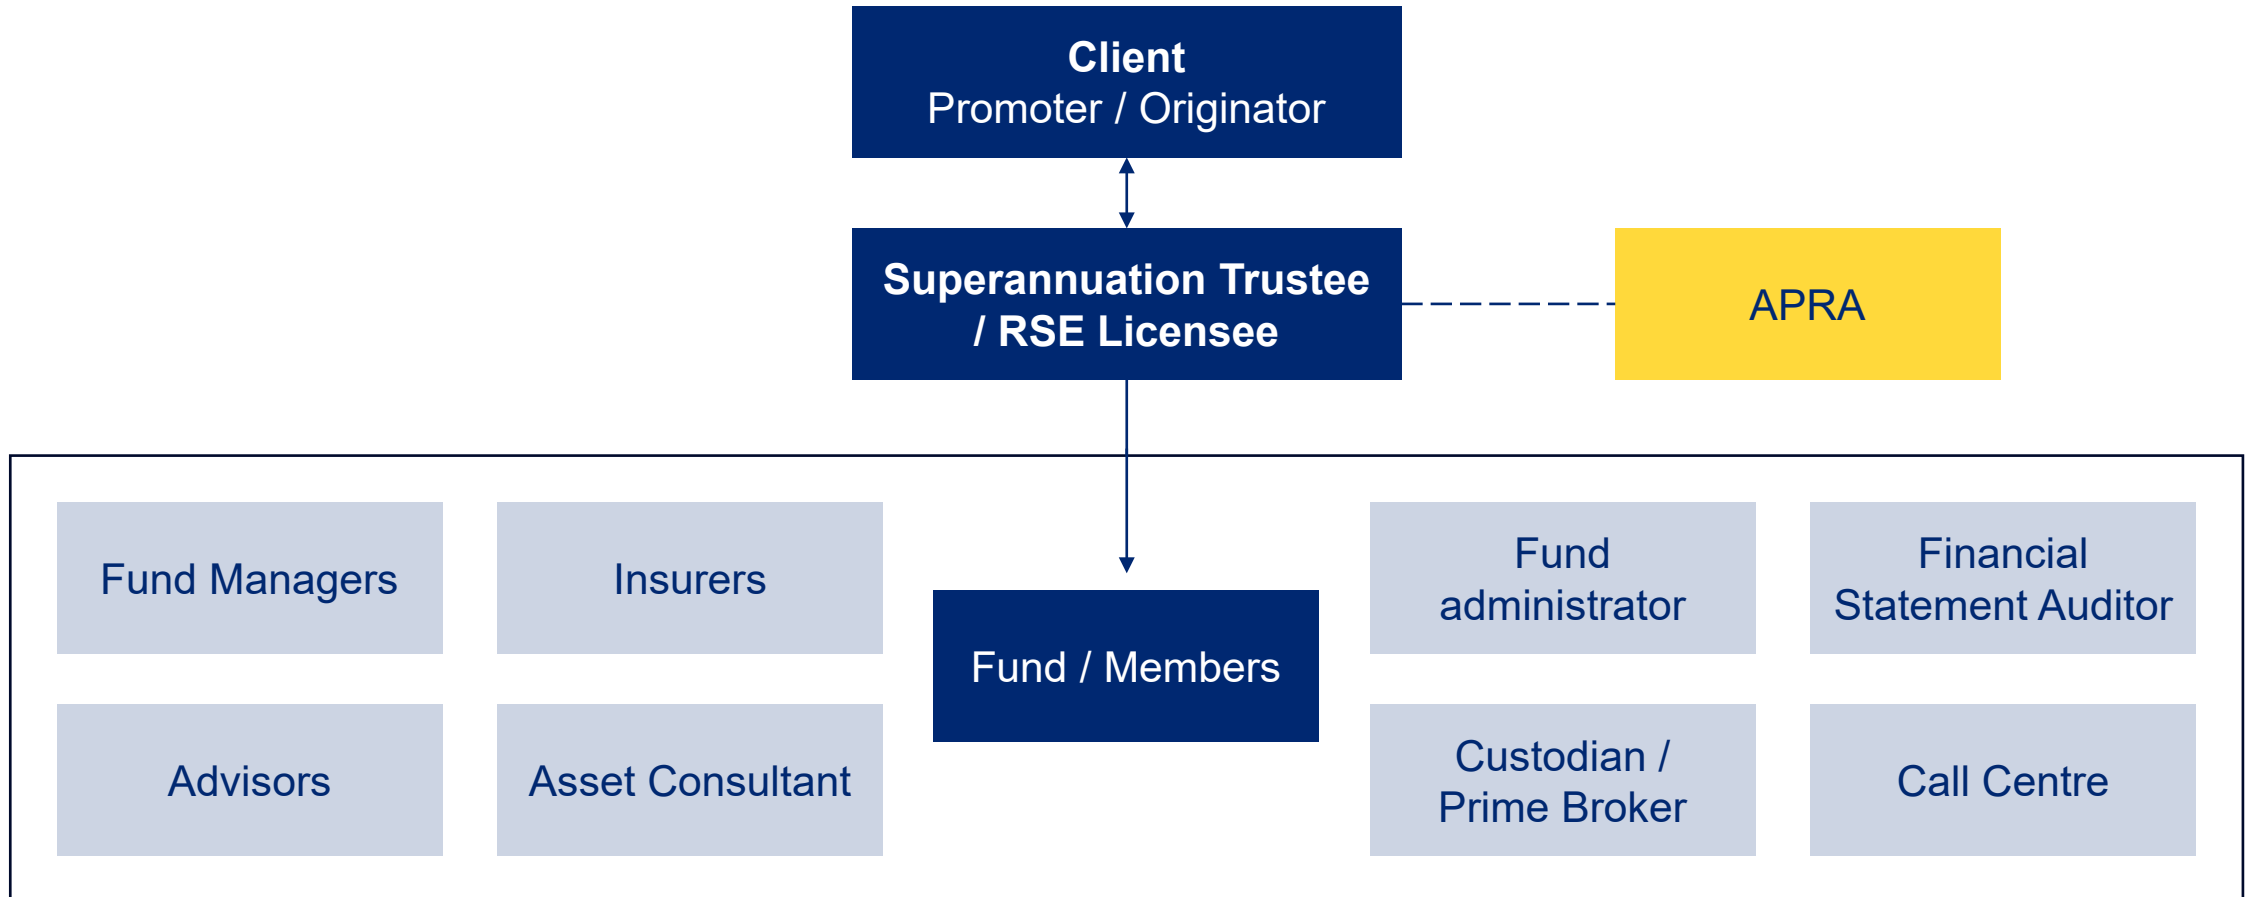 Client
Promoter / Originator
Superannuation Trustee
/ RSE Licensee
APRA
Fund Managers
Insurers
Fund
administrator
Financial
Statement Auditor
Fund / Members
Advisors
Asset Consultant
Custodian /
Prime Broker
Call Centre